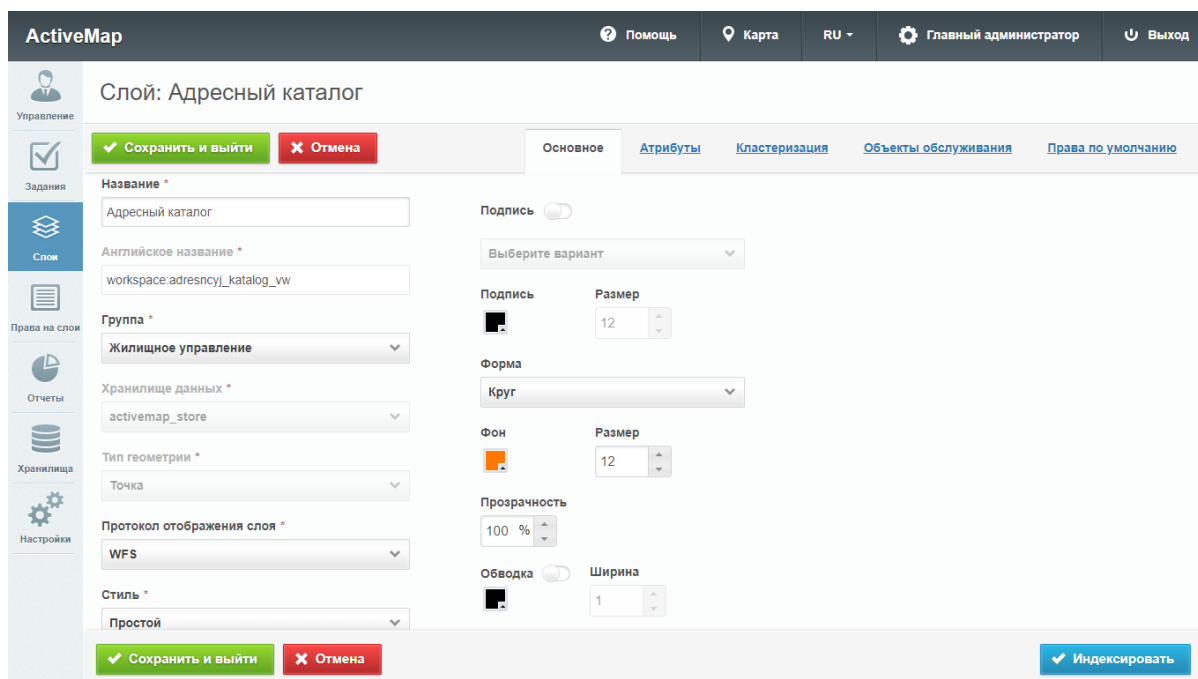 ActiveMap
Помощь
Карта
RU
Главный администратор
Выход
Управление
Задания
Слои
Права на слои
Отчеты
Хранилища
Настройки
Слой: Адресный каталог
Сохранить и выйти
Отмена
Основное
Атрибуты
Кластеризация
Объекты обслуживания
Права по умолчанию
Название *
Адресный каталог
Английское название *
workspace:adresncyj_katalog_vw
Группа *
Жилищное управление
Хранилище данных *
activemap_store
Тип геометрии *
Точка
Протокол отображения слоя *
WFS
Стиль *
Простой
Подпись
Выберите вариант
Подпись
Размер
12
Форма
Круг
Фон
Размер
12
Прозрачность
100 %
Обводка
Ширина
1
Сохранить и выйти
Отмена
Индексировать